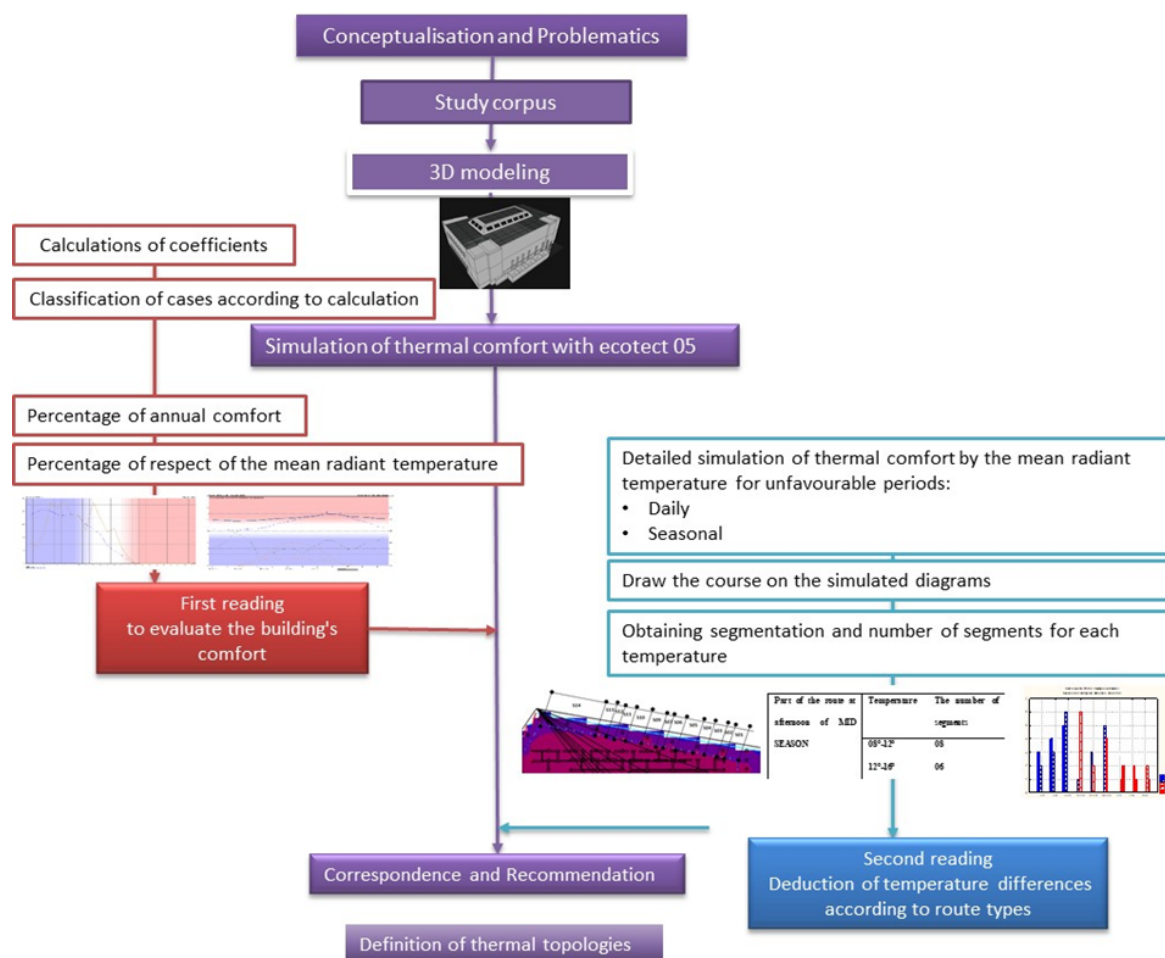 Conceptualisation and Problematics
Study corpus
3D modeling
Calculations of coefficients
Classification of cases according to calculation
Simulation of thermal comfort with ecotect 05
Percentage of annual comfort
Percentage of respect of the mean radiant temperature
First reading
to evaluate the building's
comfort
Detailed simulation of thermal comfort by the mean radiant
temperature for unfavourable periods:
• Daily
• Seasonal
Draw the course on the simulated diagrams
Obtaining segmentation and number of segments for each
temperature
Part of the route at
afternoon of MID
SEASON
Temperature
The number of
segments
08°-12° 08
12°-16° 06
Second reading
Deduction of temperature differences
according to route types
Correspondence and Recommendation
Definition of thermal topologies